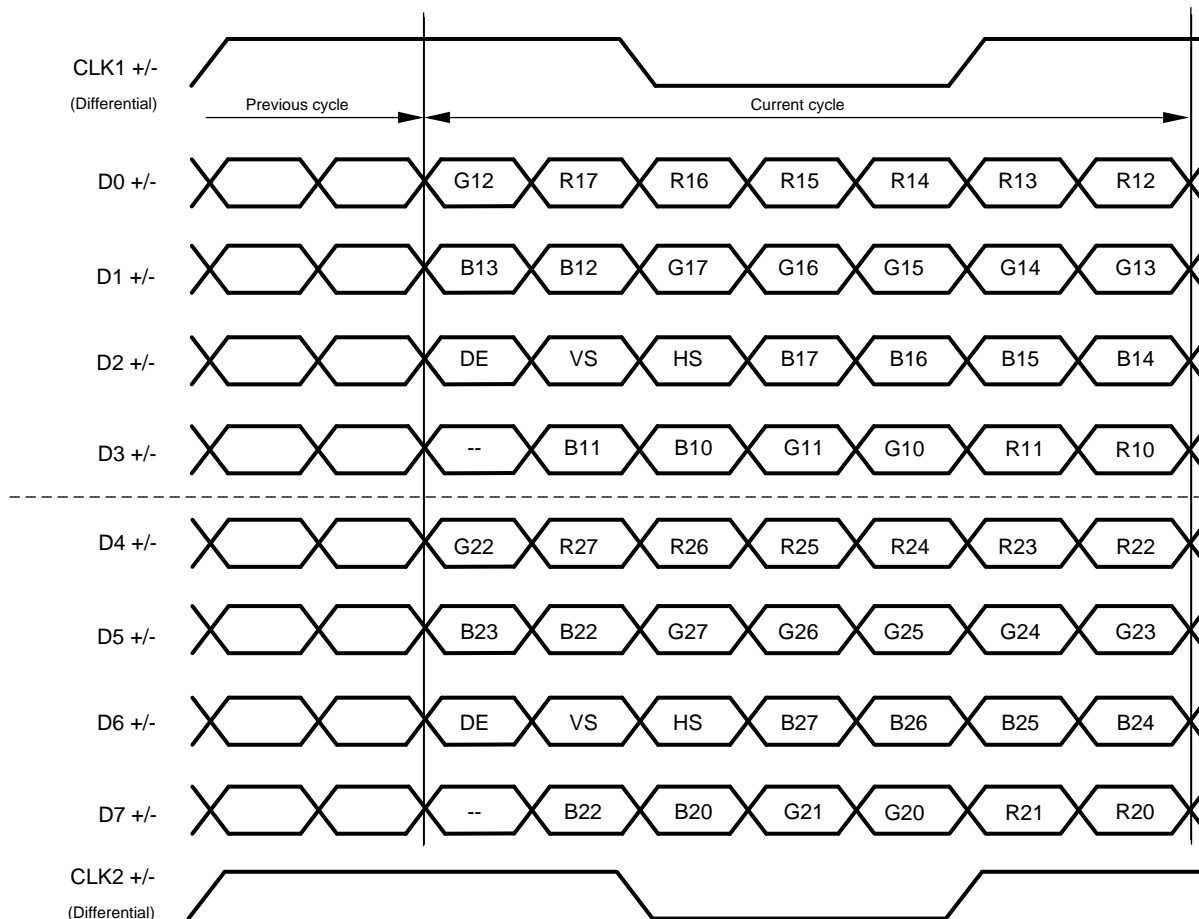 CLK1 +/-
(Differential)
Previous cycle
Current cycle
D0 +/- G12 R17 R16 R15 R14 R13 R12
D1 +/- B13 B12 G17 G16 G15 G14 G13
D2 +/- DE VS HS B17 B16 B15 B14
D3 +/- -- B11 B10 G11 G10 R11 R10
D4 +/- G22 R27 R26 R25 R24 R23 R22
D5 +/- B23 B22 G27 G26 G25 G24 G23
D6 +/- DE VS HS B27 B26 B25 B24
D7 +/- -- B22 B20 G21 G20 R21 R20
CLK2 +/-
(Differential)